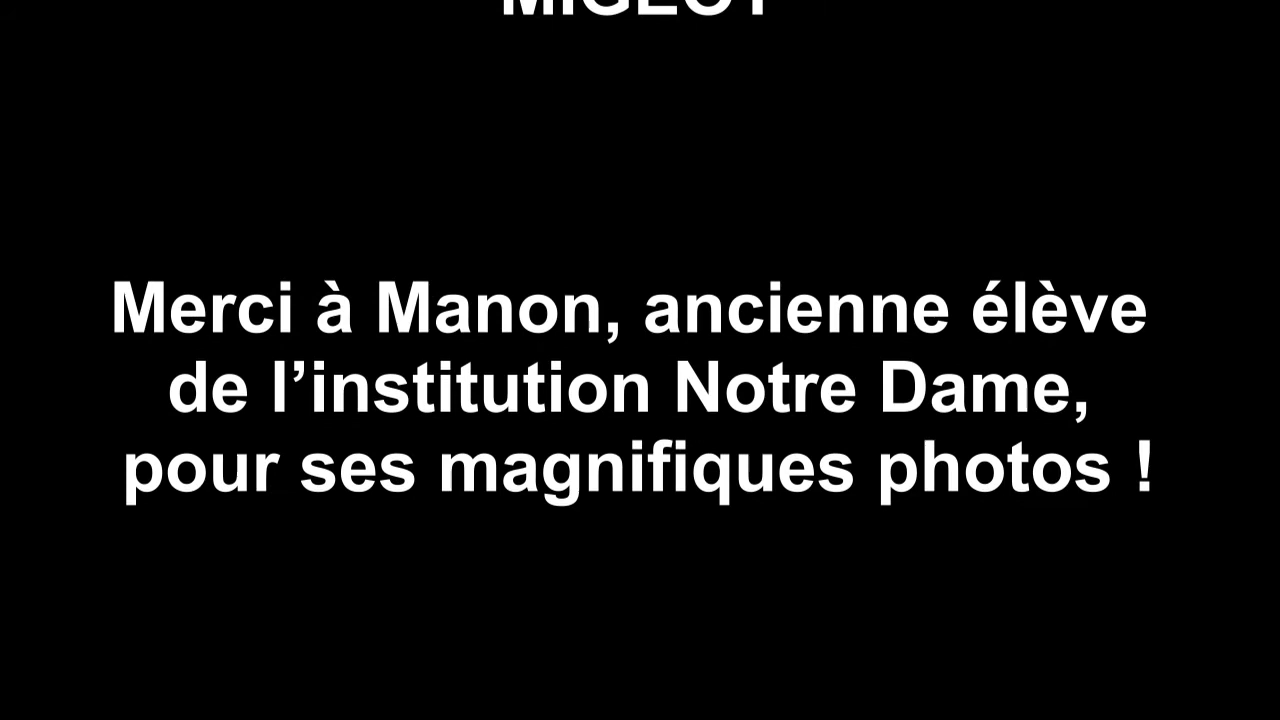 Merci à Manon, ancienne élève
de l’institution Notre Dame,
pour ses magnifiques photos !